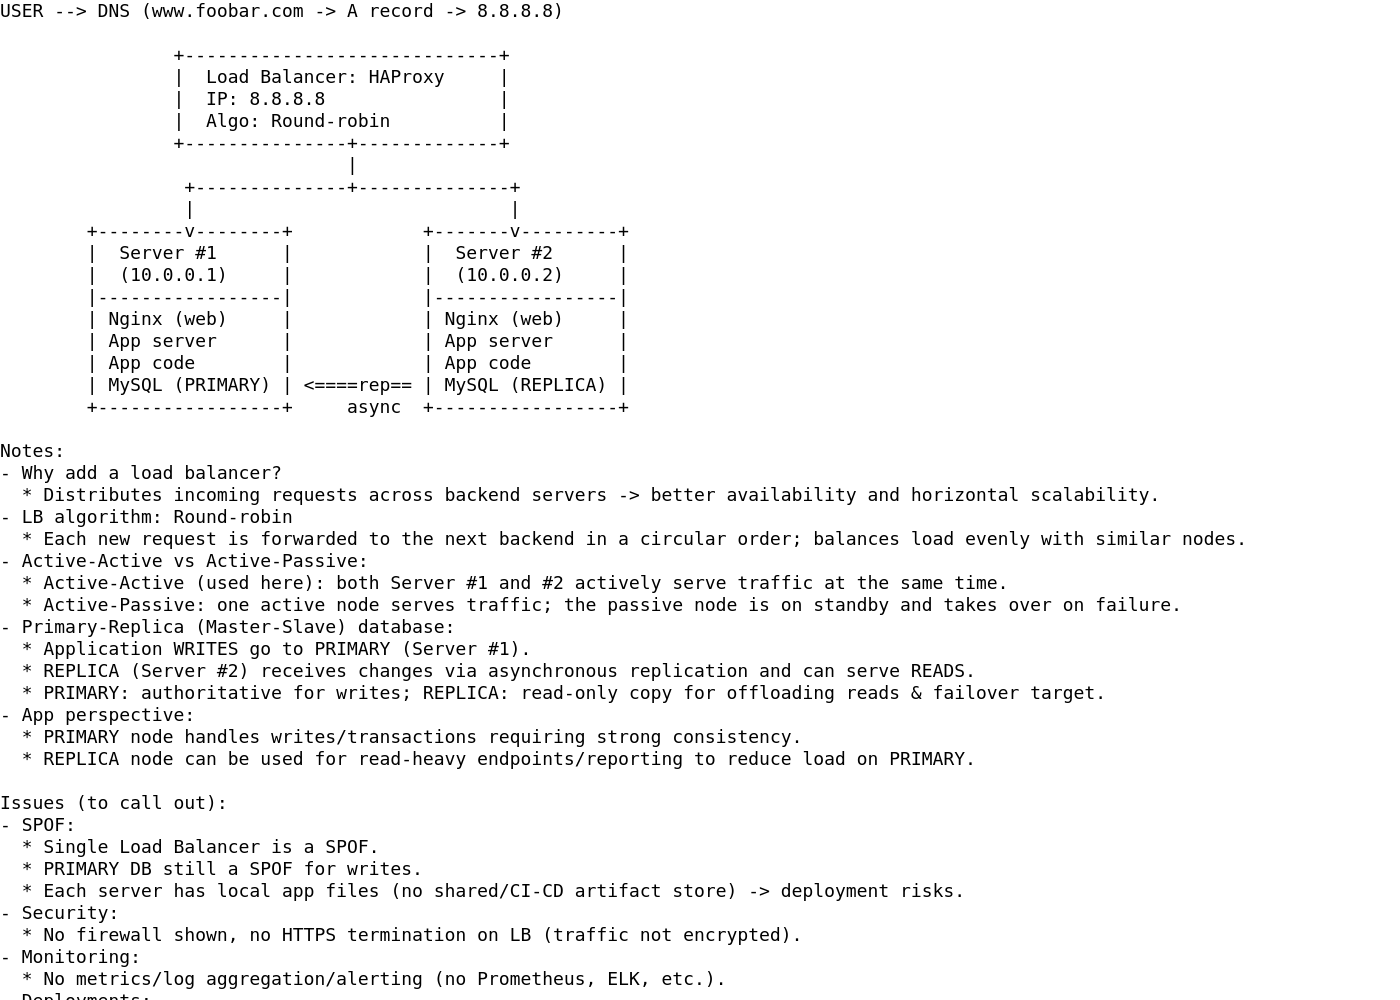 USER --> DNS (www.foobar.com -> A record -> 8.8.8.8)

                +-----------------------------+
                |  Load Balancer: HAProxy     |
                |  IP: 8.8.8.8                |
                |  Algo: Round-robin          |
                +---------------+-------------+
                                |
                 +--------------+--------------+
                 |                             |
        +--------v--------+            +-------v---------+
        |  Server #1      |            |  Server #2      |
        |  (10.0.0.1)     |            |  (10.0.0.2)     |
        |-----------------|            |-----------------|
        | Nginx (web)     |            | Nginx (web)     |
        | App server      |            | App server      |
        | App code        |            | App code        |
        | MySQL (PRIMARY) | <====rep== | MySQL (REPLICA) |
        +-----------------+     async  +-----------------+

Notes:
- Why add a load balancer?
  * Distributes incoming requests across backend servers -> better availability and horizontal scalability.
- LB algorithm: Round-robin
  * Each new request is forwarded to the next backend in a circular order; balances load evenly with similar nodes.
- Active-Active vs Active-Passive:
  * Active-Active (used here): both Server #1 and #2 actively serve traffic at the same time.
  * Active-Passive: one active node serves traffic; the passive node is on standby and takes over on failure.
- Primary-Replica (Master-Slave) database:
  * Application WRITES go to PRIMARY (Server #1).
  * REPLICA (Server #2) receives changes via asynchronous replication and can serve READS.
  * PRIMARY: authoritative for writes; REPLICA: read-only copy for offloading reads & failover target.
- App perspective:
  * PRIMARY node handles writes/transactions requiring strong consistency.
  * REPLICA node can be used for read-heavy endpoints/reporting to reduce load on PRIMARY.

Issues (to call out):
- SPOF:
  * Single Load Balancer is a SPOF.
  * PRIMARY DB still a SPOF for writes.
  * Each server has local app files (no shared/CI-CD artifact store) -> deployment risks.
- Security:
  * No firewall shown, no HTTPS termination on LB (traffic not encrypted).
- Monitoring:
  * No metrics/log aggregation/alerting (no Prometheus, ELK, etc.).
- Deployments: